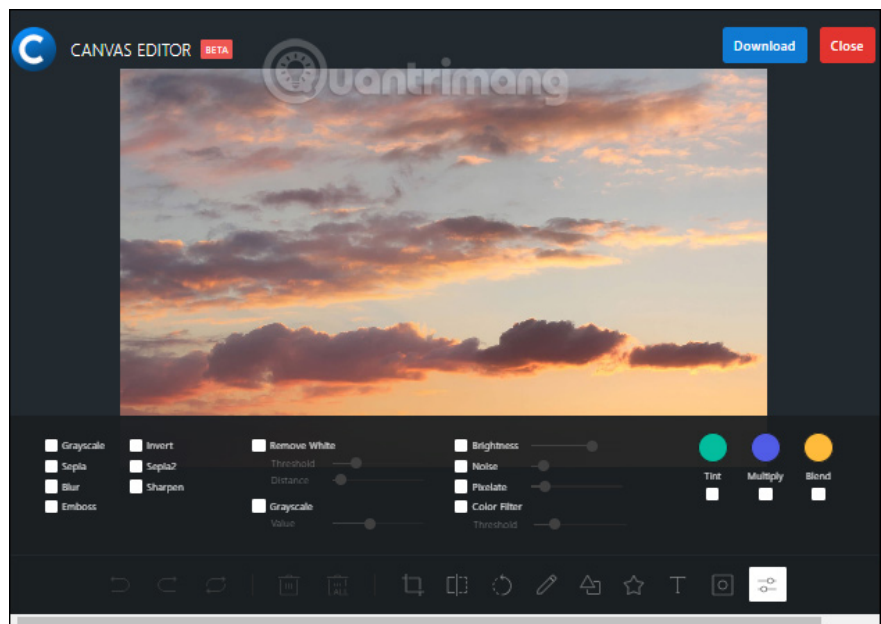 C CANVAS EDITOR BETA
Download Close
Quantrimang
Grayscale Invert Remove White Brightness
Sepia Sepia2 Threshold Noise
Blur Sharpen Distance Pixelate Tint Multiply Blend
Emboss Grayscale Color Filter
Value Threshold
ALL
T